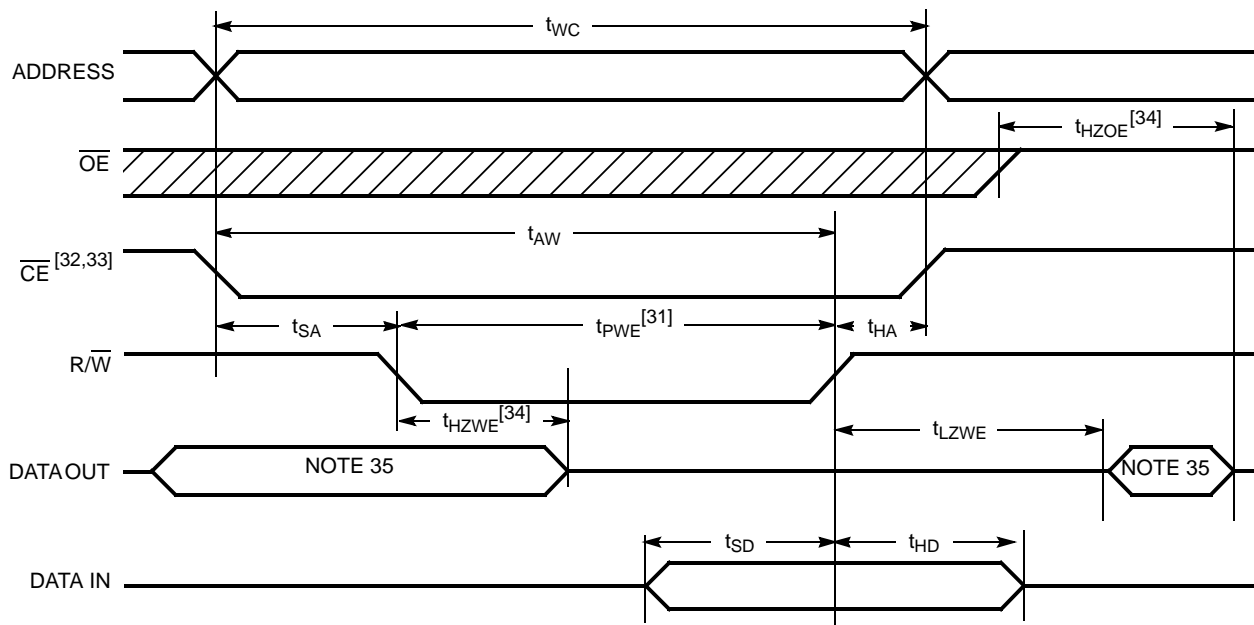 tWC
ADDRESS
tHZOE[34]
OE
tAW
CE [32,33]
tSA
tPWE[31]
tHA
R/W
tHZWE[34]
tLZWE
DATA OUT
NOTE 35
NOTE 35
tSD
tHD
DATA IN